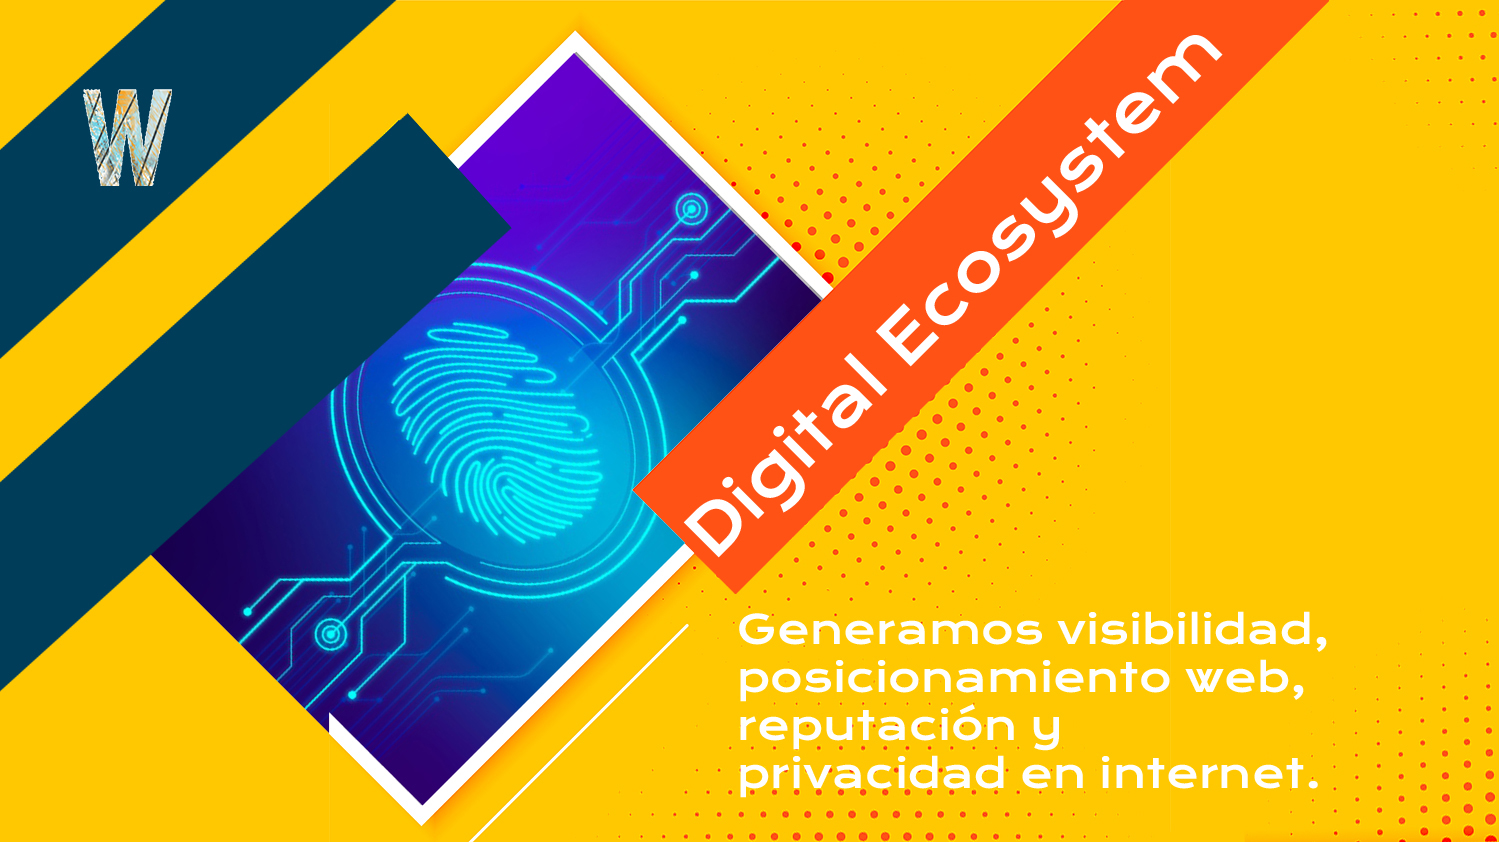 W
Digital Ecosystem
Generamos visibilidad,
posicionamiento web,
reputación y
privacidad en internet.